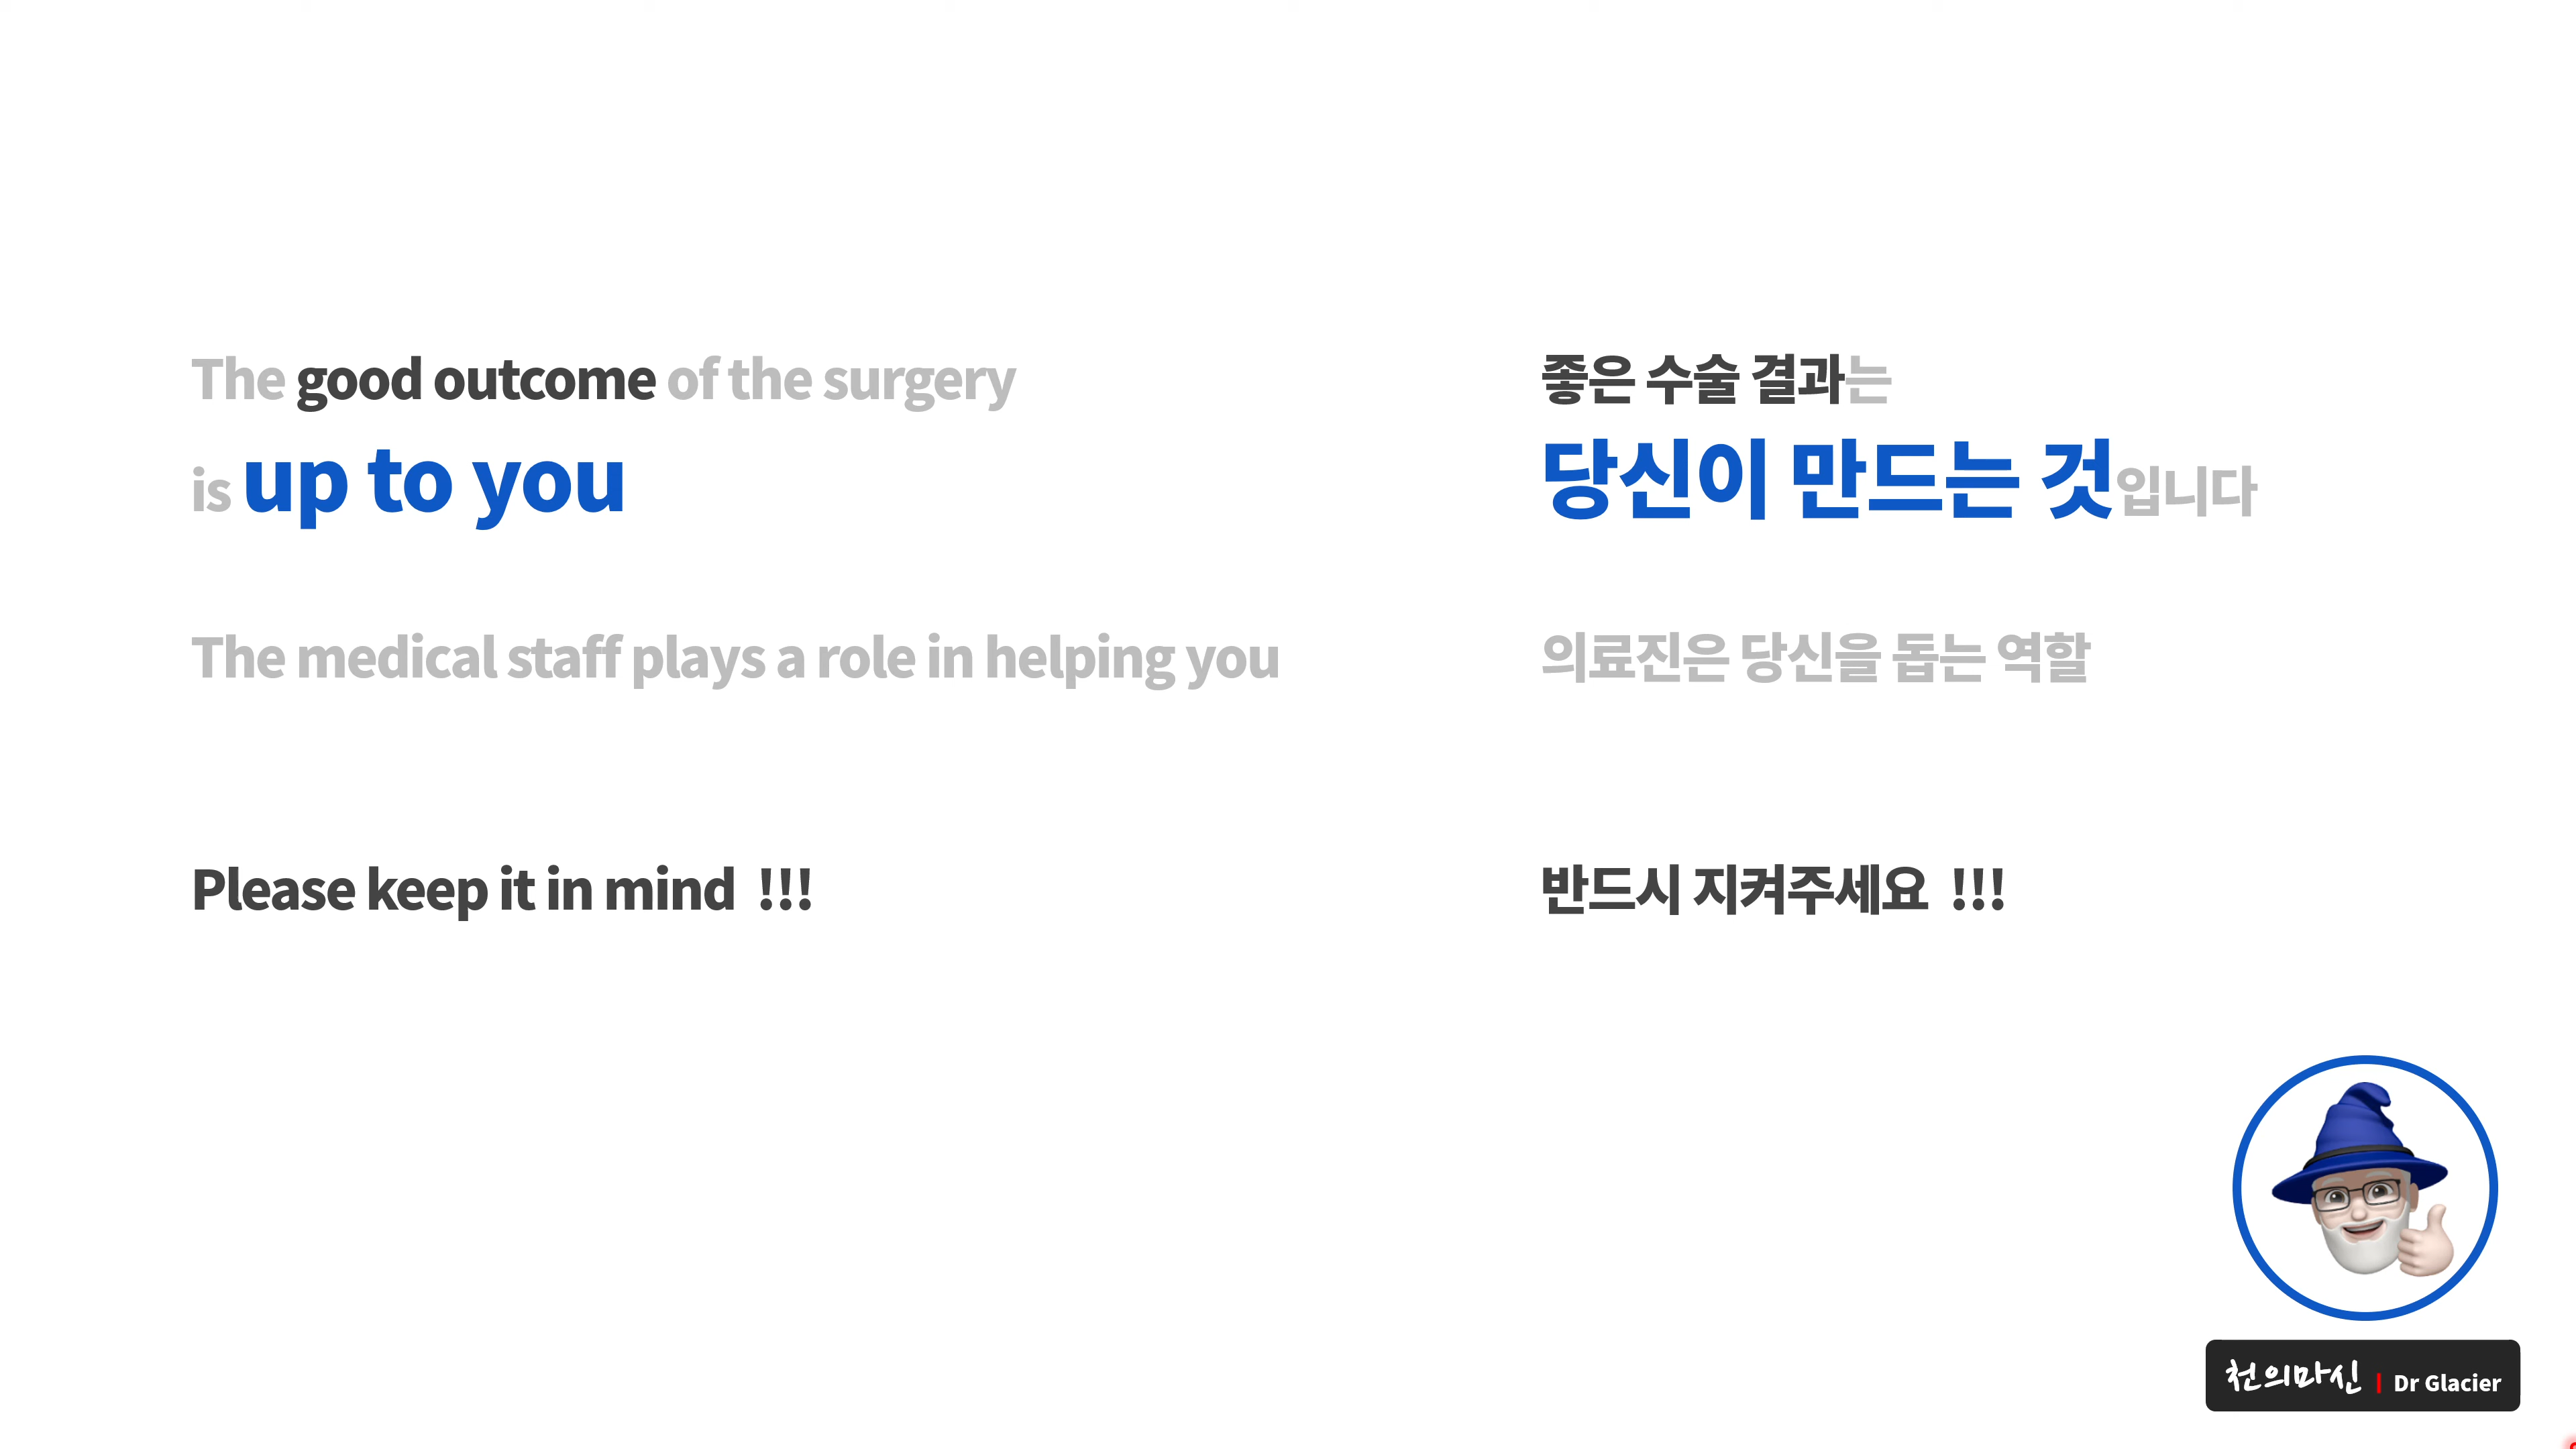 The good outcome of the surgery
is up to you
The medical staff plays a role in helping you
Please keep it in mind !!!
좋은 수술 결과는
당신이 만드는 것입니다
의료진은 당신을 돕는 역할
반드시 지켜주세요 !!!
천의마신 | Dr Glacier